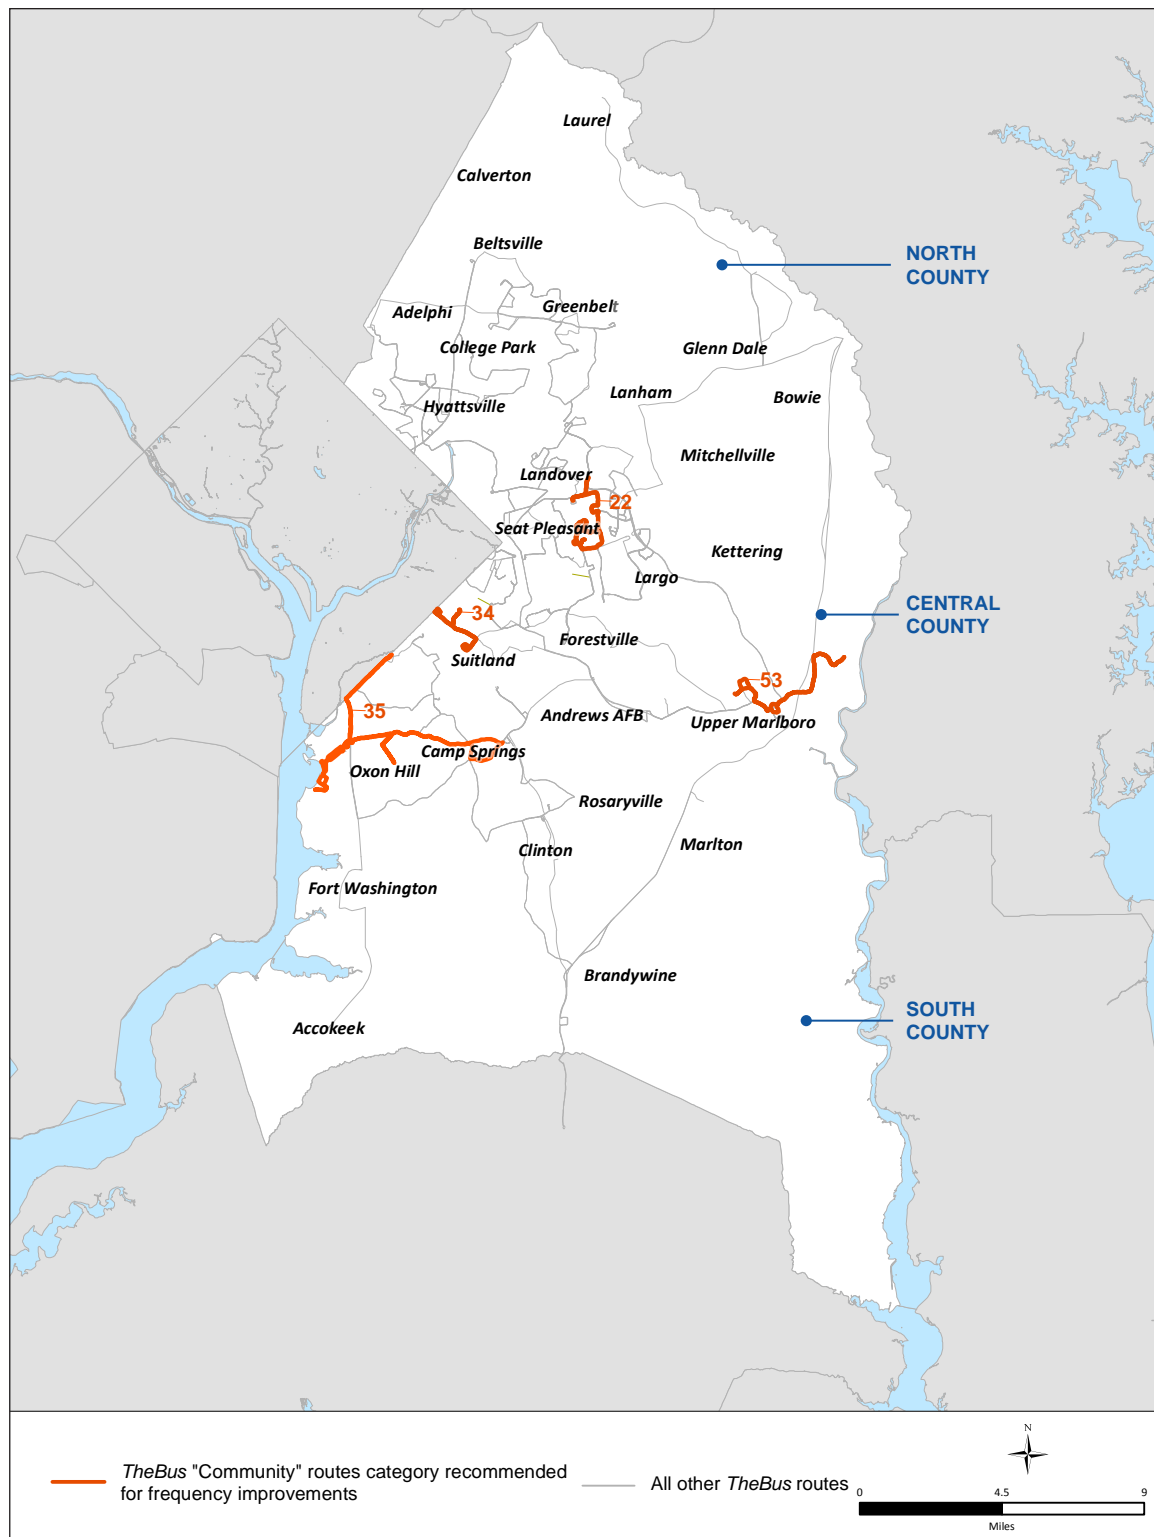 Laurel
Calverton
Beltsville
NORTH
COUNTY
Greenbelt
Adelphi
College Park
Glenn Dale
Lanham
Bowie
Hyattsville
Mitchellville
Landover
22
Seat Pleasant
Kettering
Largo
CENTRAL
COUNTY
34
Forestville
Suitland
53
35
Andrews AFB
Upper Marlboro
Camp Springs
Oxon Hill
Rosaryville
Clinton
Marlton
Fort Washington
Brandywine
Accokeek
SOUTH
COUNTY
TheBus "Community" routes category recommended
for frequency improvements
All other TheBus routes
N
0 4.5 9
Miles